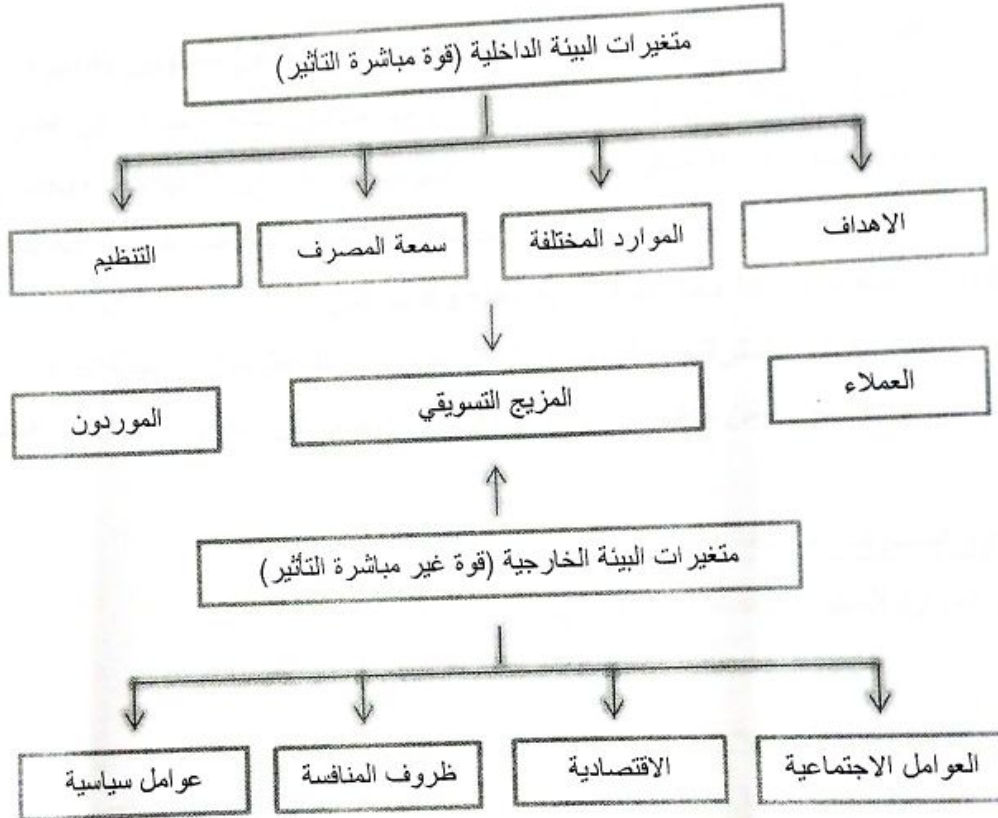 متغيرات البيئة الداخلية (قوة مباشرة التأثير)
الاهداف
الموارد المختلفة
سمعة المصرف
التنظيم
العملاء
المزيج التسويقي
الموردون
متغيرات البيئة الخارجية (قوة غير مباشرة التأثير)
العوامل الاجتماعية
الاقتصادية
ظروف المنافسة
عوامل سياسية